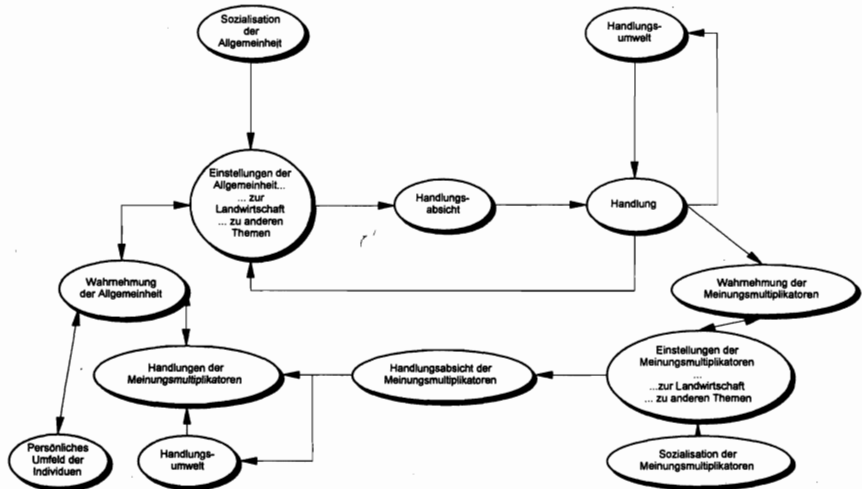 Sozialisation
der
Allgemeinheit
Handlungs-
umwelt
Einstellungen der
Allgemeinheit...
... zur
Landwirtschaft
... zu anderen
Themen
Handlungs-
absicht
Handlung
Wahrnehmung
der Allgemeinheit
Wahrnehmung der
Meinungsmultiplikatoren
Handlungen der
Meinungsmultiplikatoren
Handlungsabsicht der
Meinungsmultiplikatoren
Einstellungen der
Meinungsmultiplikatoren
...
...zur Landwirtschaft
... zu anderen Themen
Persönliches
Umfeld der
Individuen
Handlungs-
umwelt
Sozialisation der
Meinungsmultiplikatoren